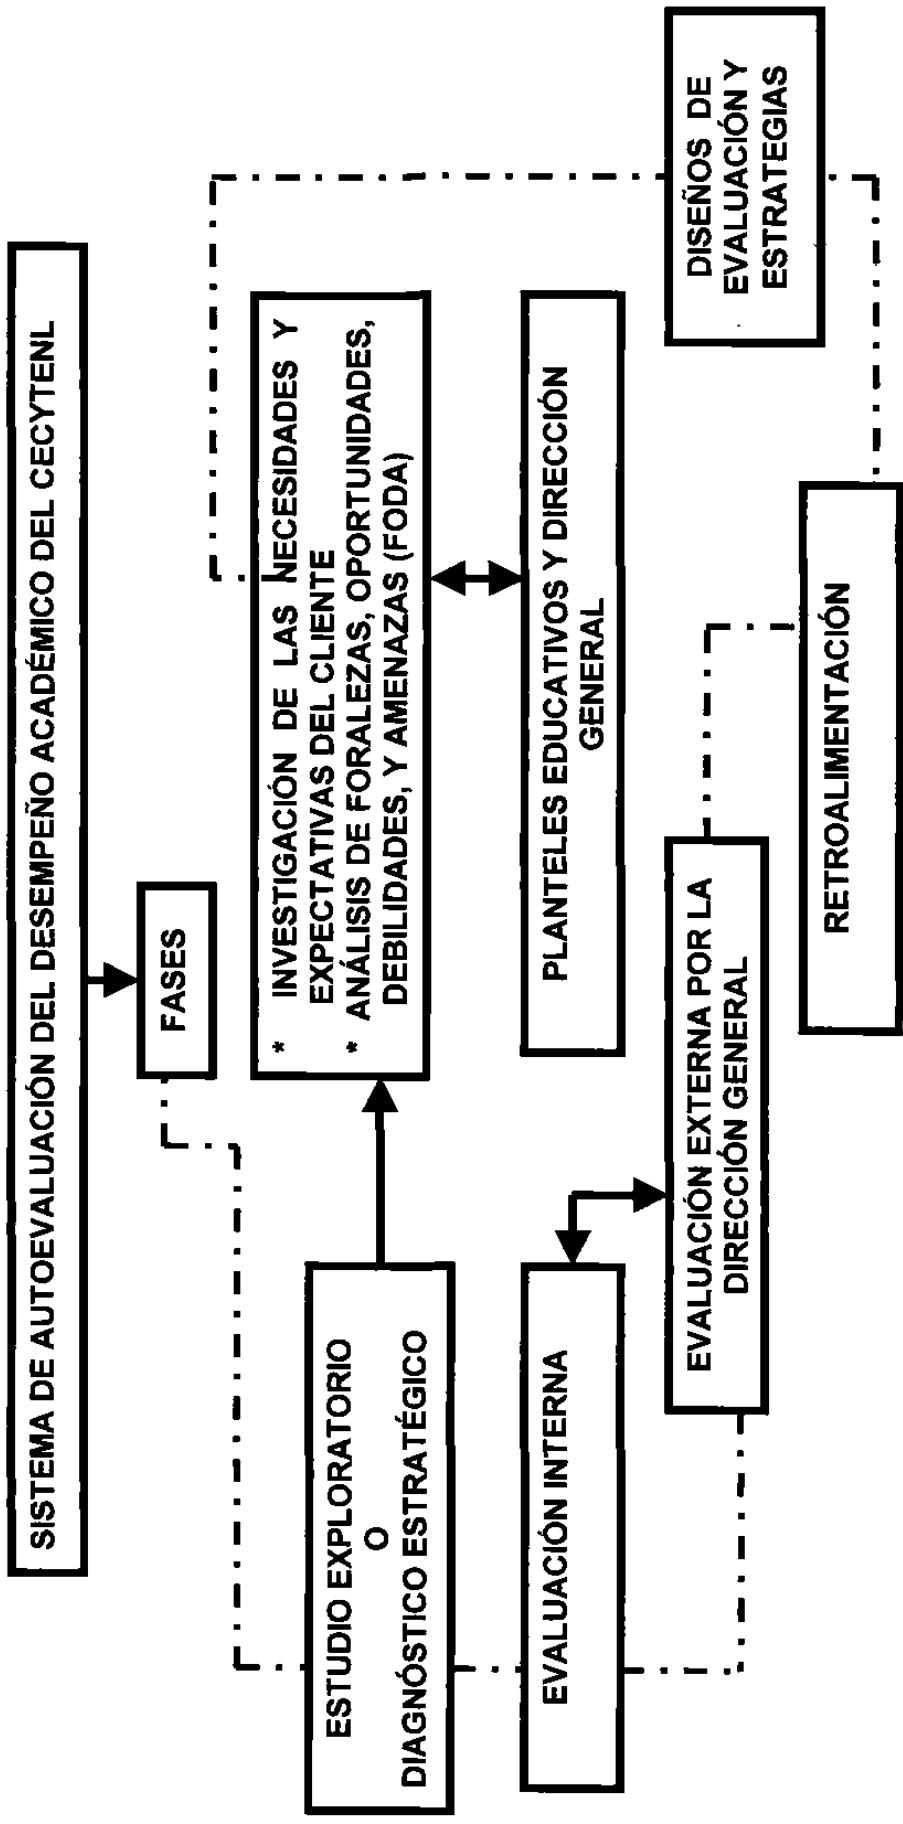 SISTEMA DE AUTOEVALUACIÓN DEL DESEMPEÑO ACADÉMICO DEL CECYTENL
FASES
ESTUDIO EXPLORATORIO
O
DIAGNÓSTICO ESTRATÉGICO
* INVESTIGACIÓN DE LAS NECESIDADES Y
EXPECTATIVAS DEL CLIENTE
* ANÁLISIS DE FORALEZAS, OPORTUNIDADES,
DEBILIDADES, Y AMENAZAS (FODA)
EVALUACIÓN INTERNA
PLANTELES EDUCATIVOS Y DIRECCIÓN
GENERAL
EVALUACIÓN EXTERNA POR LA
DIRECCIÓN GENERAL
DISEÑOS DE
EVALUACIÓN Y
ESTRATEGIAS
RETROALIMENTACIÓN